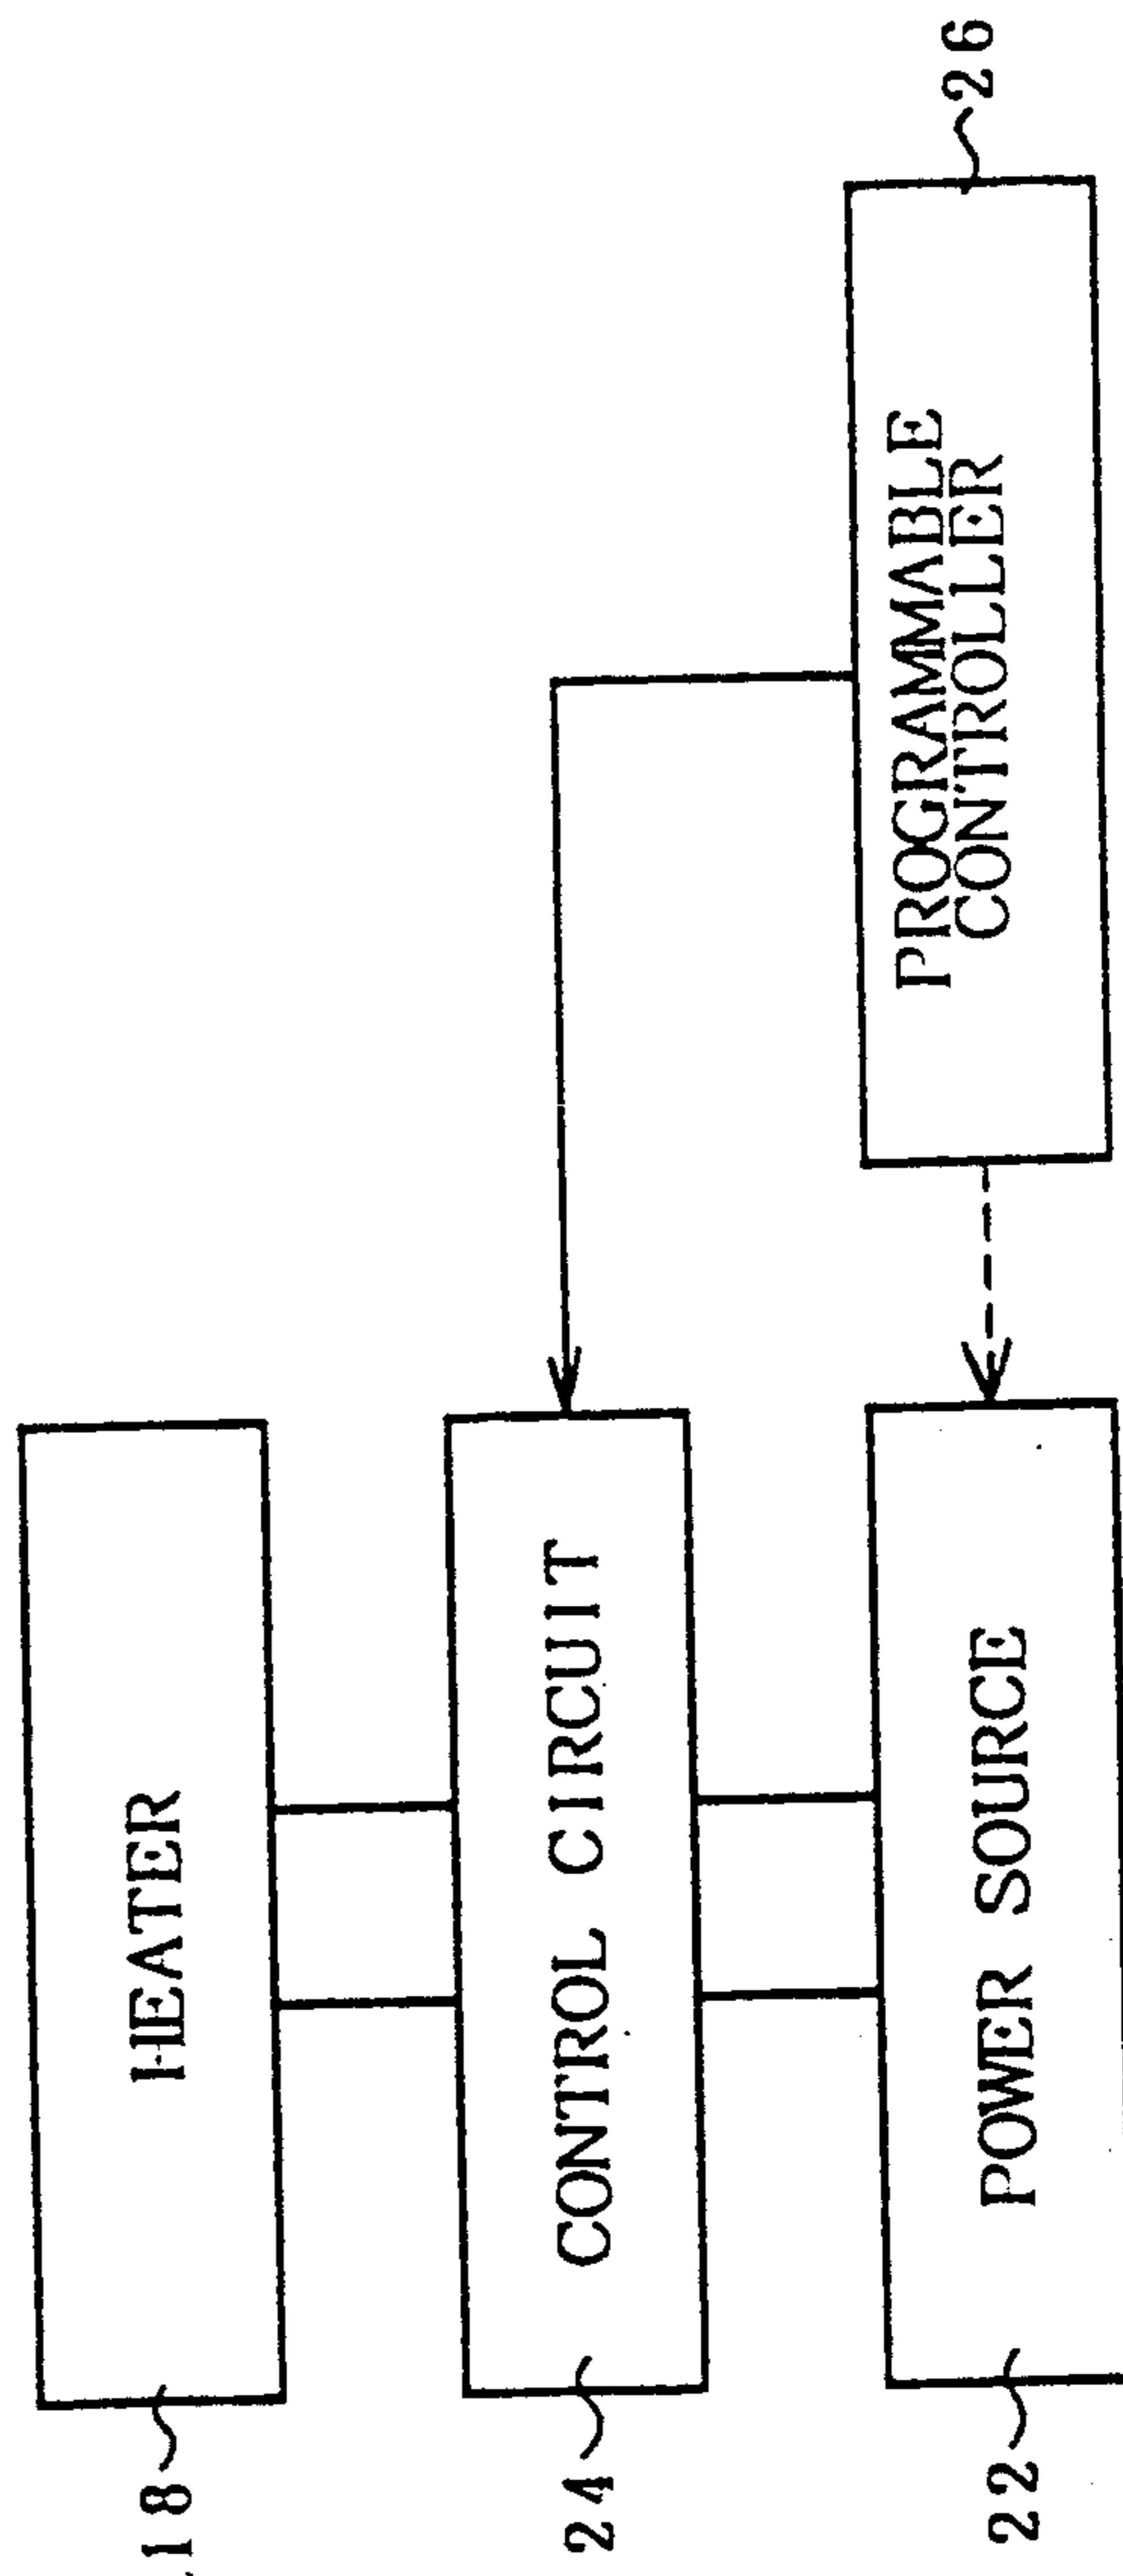 18
HEATER
24
CONTROL CIRCUIT
22
POWER SOURCE
PROGRAMMABLE
CONTROLLER
26